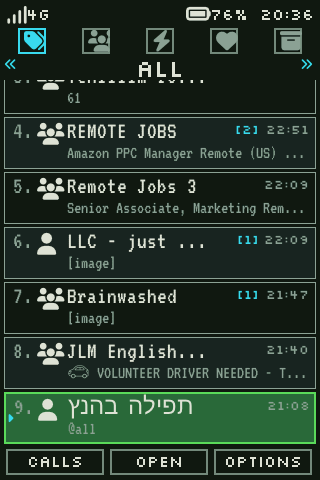 4G 76% 20:36
« ALL »
61
4. REMOTE JOBS [2] 22:51
Amazon PPC Manager Remote (US) ...
5. Remote Jobs 3 22:09
Senior Associate, Marketing Rem...
6. LLC - just ... [1] 22:09
[image]
7. Brainwashed [1] 21:47
[image]
8. JLM English... 21:40
VOLUNTEER DRIVER NEEDED - T...
9. תפילה בהנץ 21:08
@all
CALLS OPEN OPTIONS